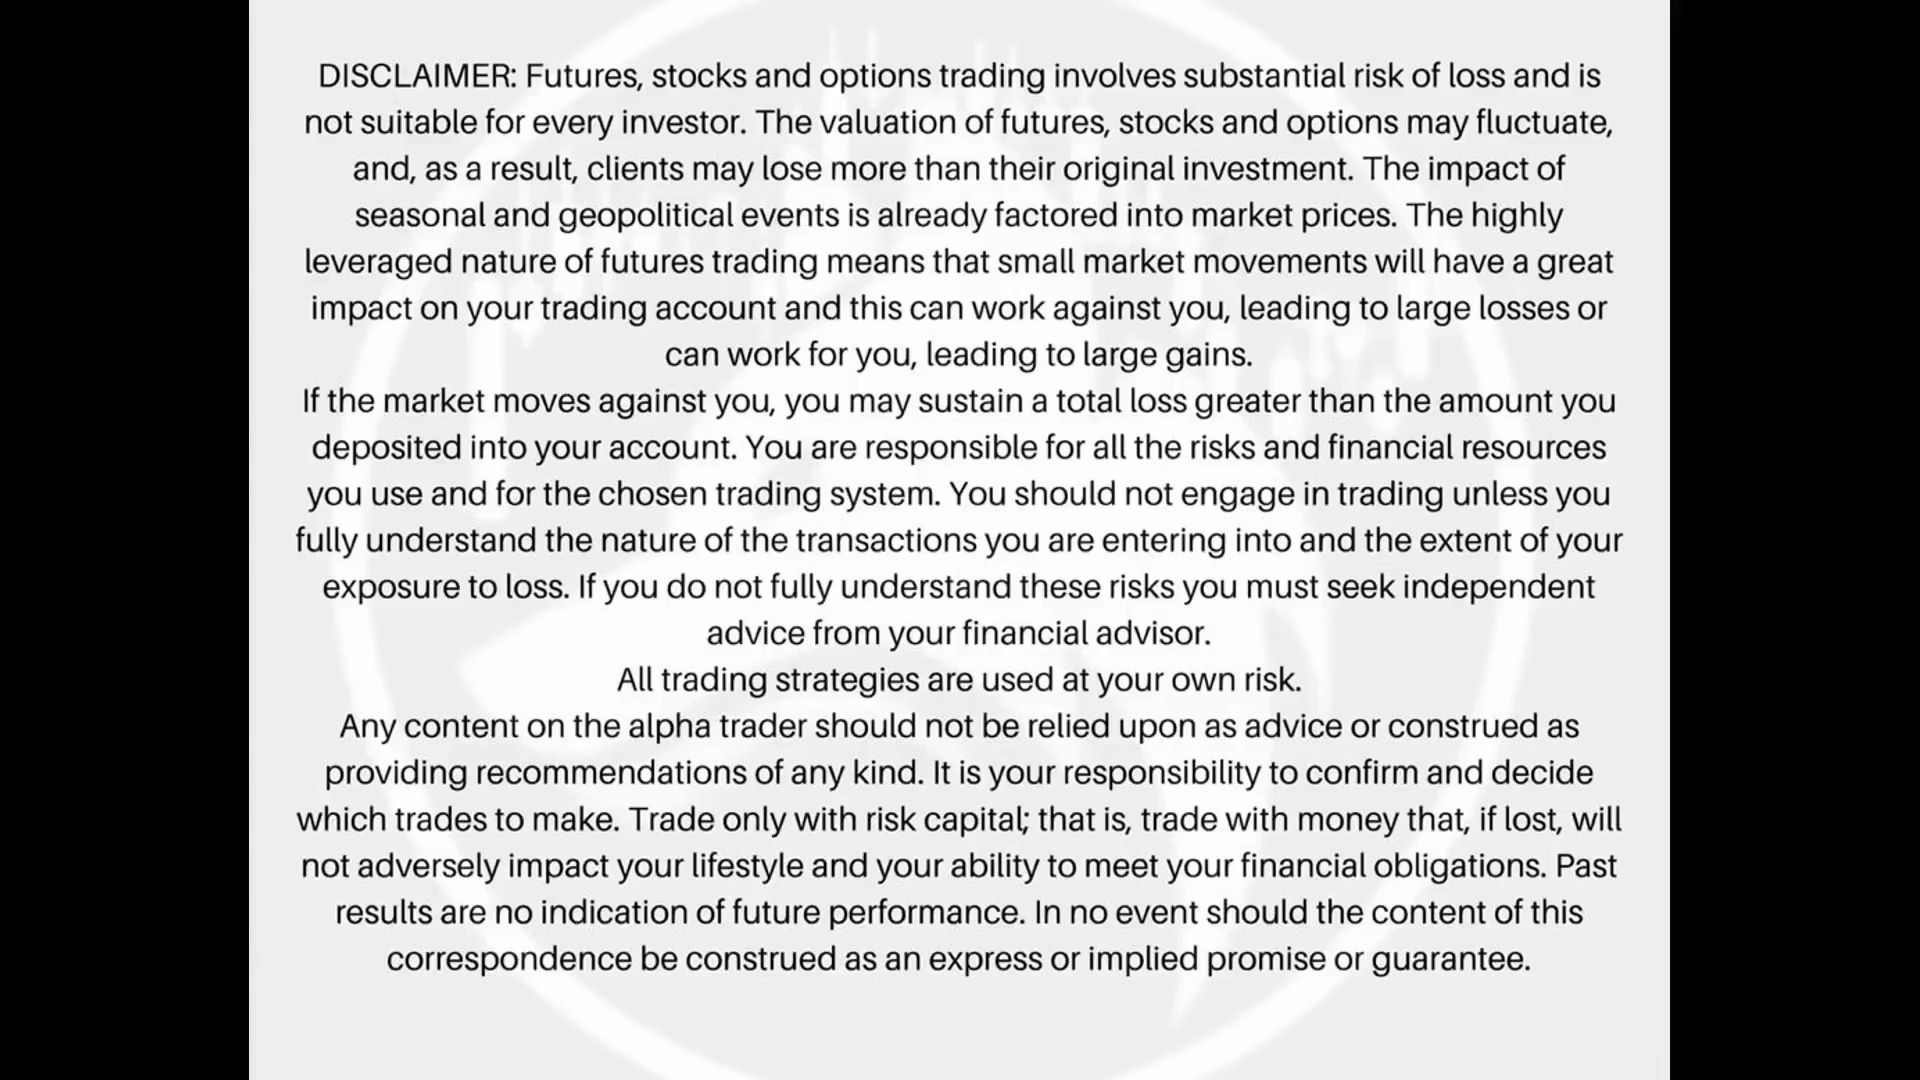 DISCLAIMER: Futures, stocks and options trading involves substantial risk of loss and is
not suitable for every investor. The valuation of futures, stocks and options may fluctuate,
and, as a result, clients may lose more than their original investment. The impact of
seasonal and geopolitical events is already factored into market prices. The highly
leveraged nature of futures trading means that small market movements will have a great
impact on your trading account and this can work against you, leading to large losses or
can work for you, leading to large gains.
If the market moves against you, you may sustain a total loss greater than the amount you
deposited into your account. You are responsible for all the risks and financial resources
you use and for the chosen trading system. You should not engage in trading unless you
fully understand the nature of the transactions you are entering into and the extent of your
exposure to loss. If you do not fully understand these risks you must seek independent
advice from your financial advisor.
All trading strategies are used at your own risk.
Any content on the alpha trader should not be relied upon as advice or construed as
providing recommendations of any kind. It is your responsibility to confirm and decide
which trades to make. Trade only with risk capital; that is, trade with money that, if lost, will
not adversely impact your lifestyle and your ability to meet your financial obligations. Past
results are no indication of future performance. In no event should the content of this
correspondence be construed as an express or implied promise or guarantee.